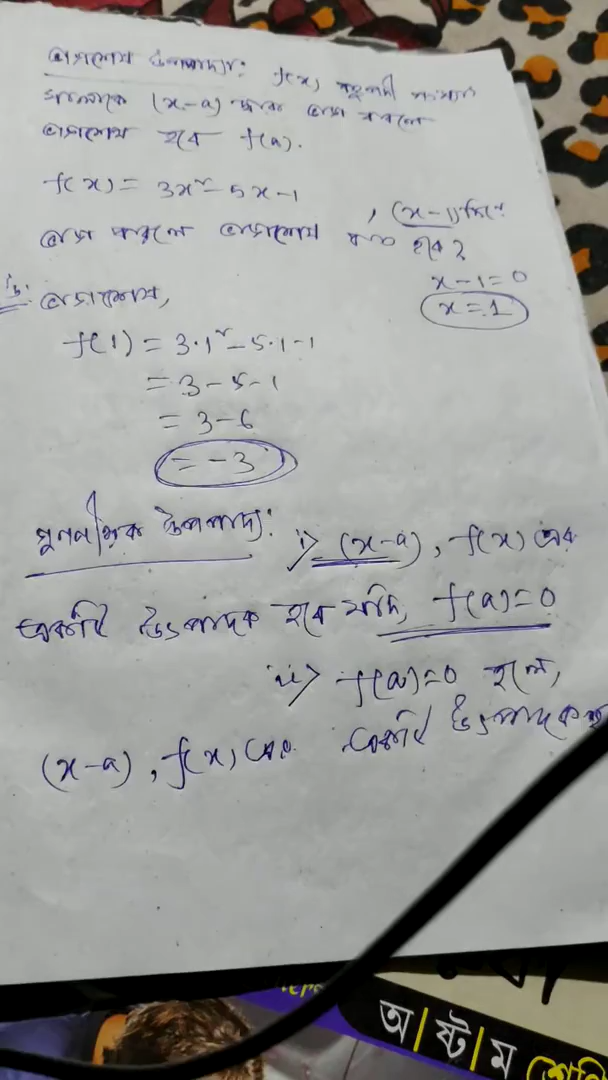 ভাগশেষ উপপাদ্য: f(x) বহুপদী
(x-a) দ্বারা ভাগ করলে
ভাগশেষ হবে f(a).
f(x) = 3x² - 5x - 1
, (x-1) দিয়ে
ভাগ করলে ভাগশেষ কত হবে?
x-1=0
x=1
ভাগশেষ,
f(1) = 3·1² - 5·1-1
= 3-5-1
= 3-6
= -3
উপপাদ্য: i> (x-a), f(x) এর
একটি উৎপাদক হবে যদি, f(a)=0
ii> f(a)=0 হলে,
(x-a), f(x) এর একটি উৎপাদক
অষ্টম শ্রেণি